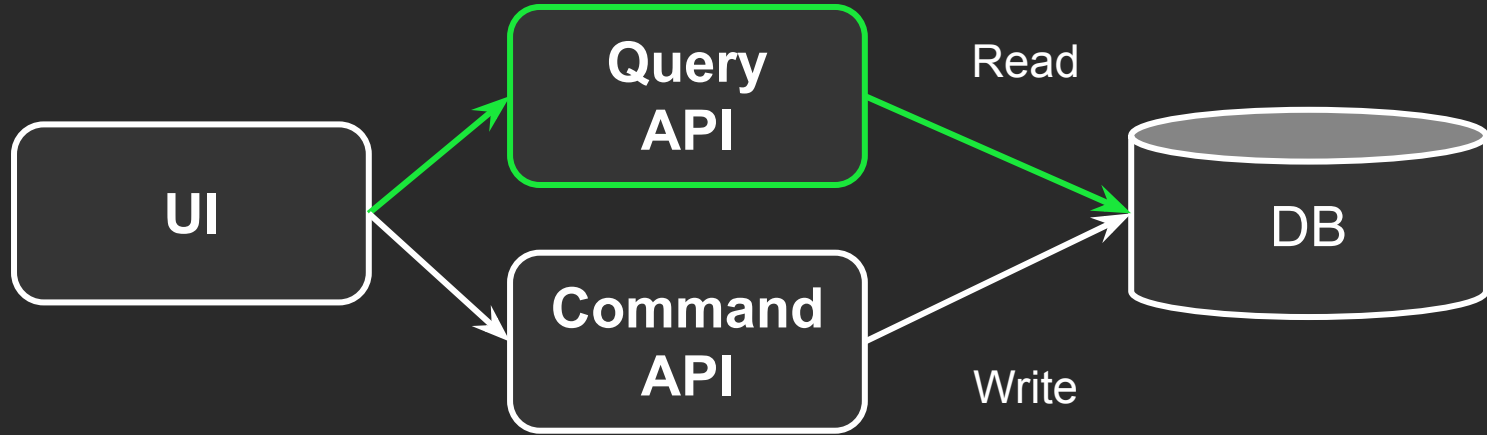 Query
API
Read
UI
DB
Command
API
Write